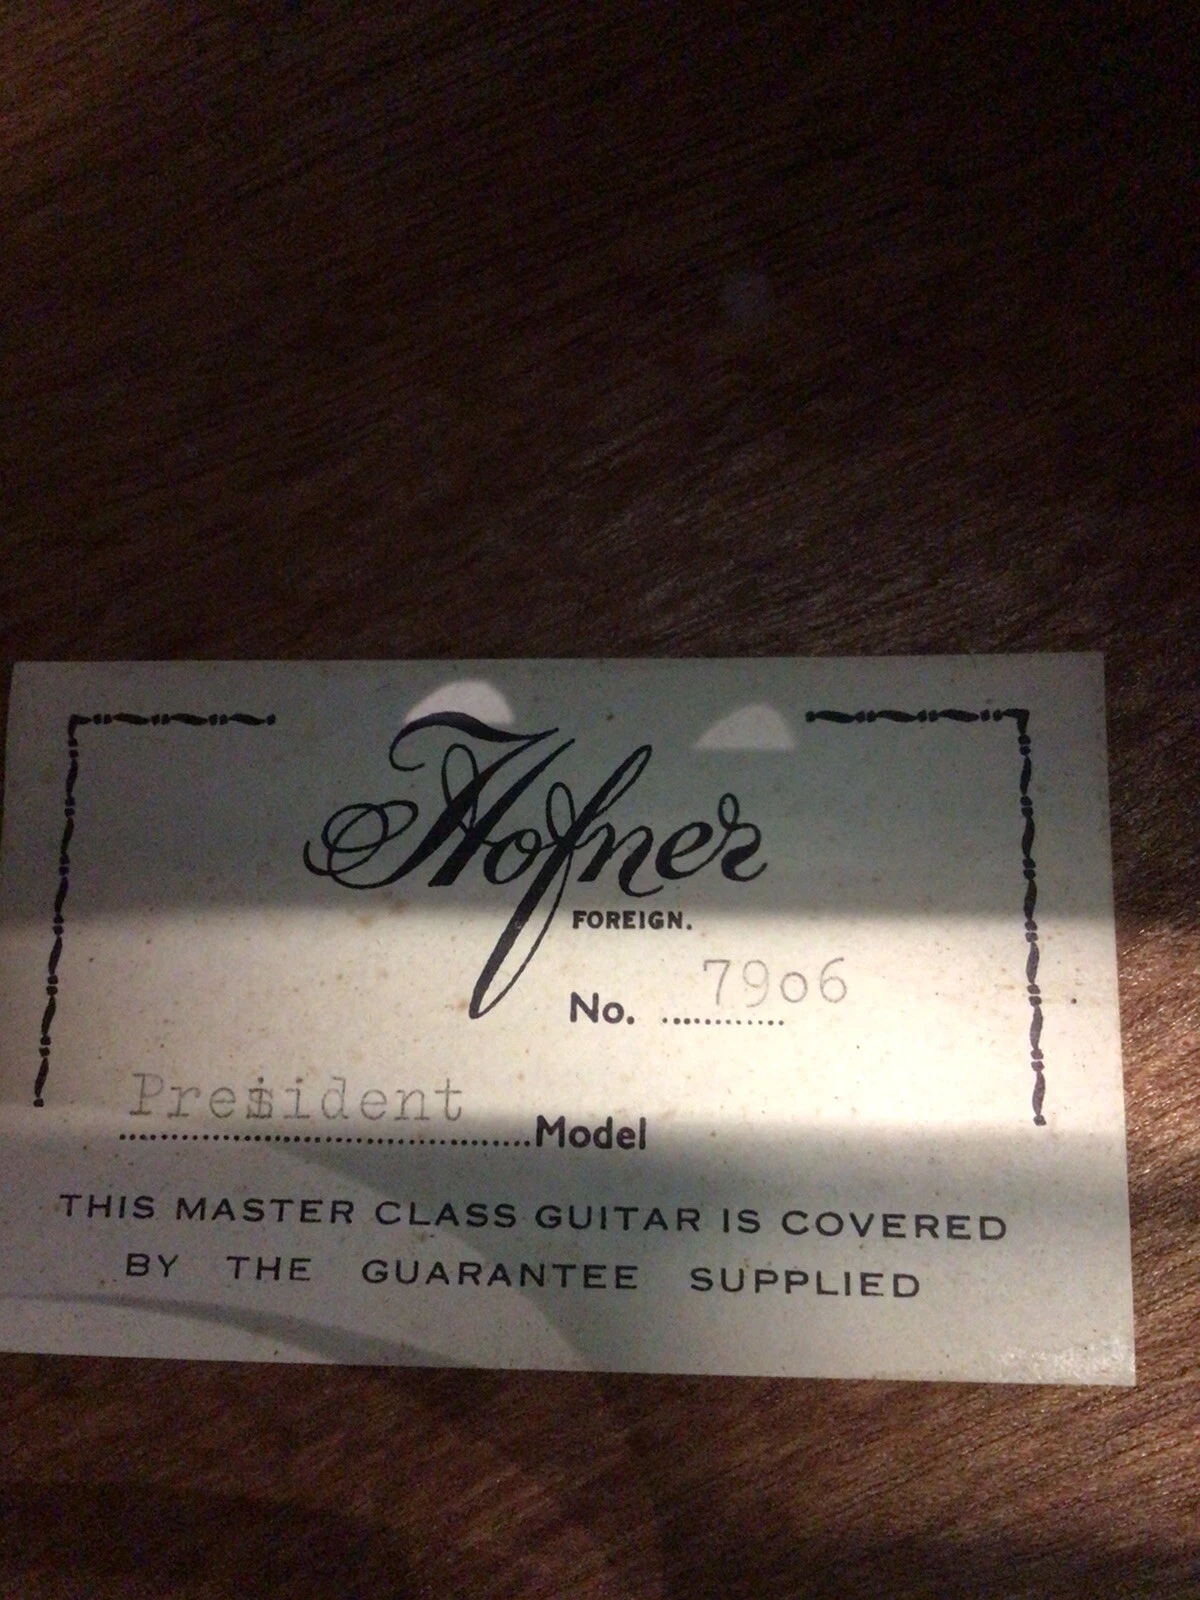 Hofner
FOREIGN.
No. ............ 7906
President
..................................Model
THIS MASTER CLASS GUITAR IS COVERED
BY THE GUARANTEE SUPPLIED